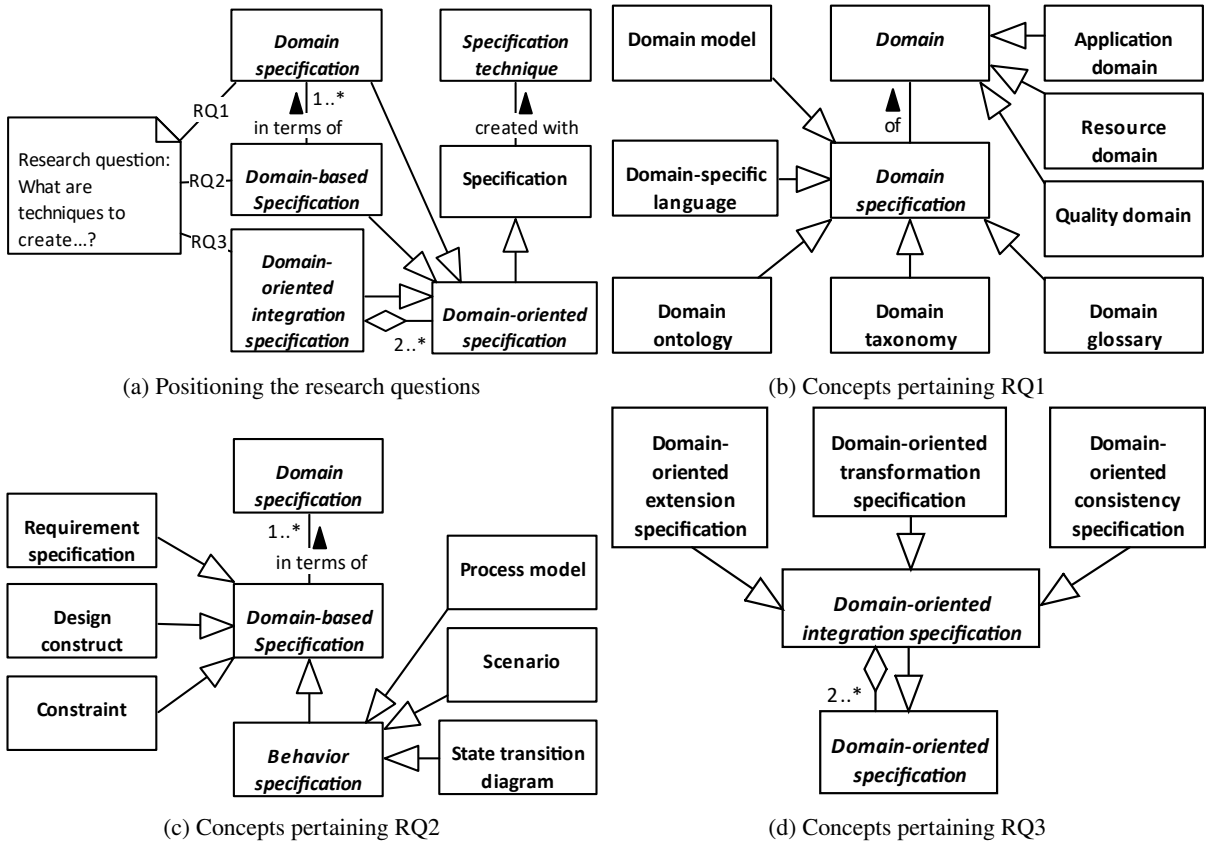 Domain
specification
Specification
technique
RQ1
1..*
in terms of
created with
Research question:
What are
techniques to
create...?
RQ2
Domain-based
Specification
Specification
RQ3
Domain-
oriented
integration
specification
2..*
Domain-oriented
specification
(a) Positioning the research questions
Domain model
Domain
Application
domain
of
Resource
domain
Domain-specific
language
Domain
specification
Quality domain
Domain
ontology
Domain
taxonomy
Domain
glossary
(b) Concepts pertaining RQ1
Domain
specification
Requirement
specification
1..*
in terms of
Process model
Design
construct
Domain-based
Specification
Scenario
Constraint
Behavior
specification
State transition
diagram
(c) Concepts pertaining RQ2
Domain-
oriented
extension
specification
Domain-oriented
transformation
specification
Domain-
oriented
consistency
specification
Domain-oriented
integration specification
2..*
Domain-oriented
specification
(d) Concepts pertaining RQ3